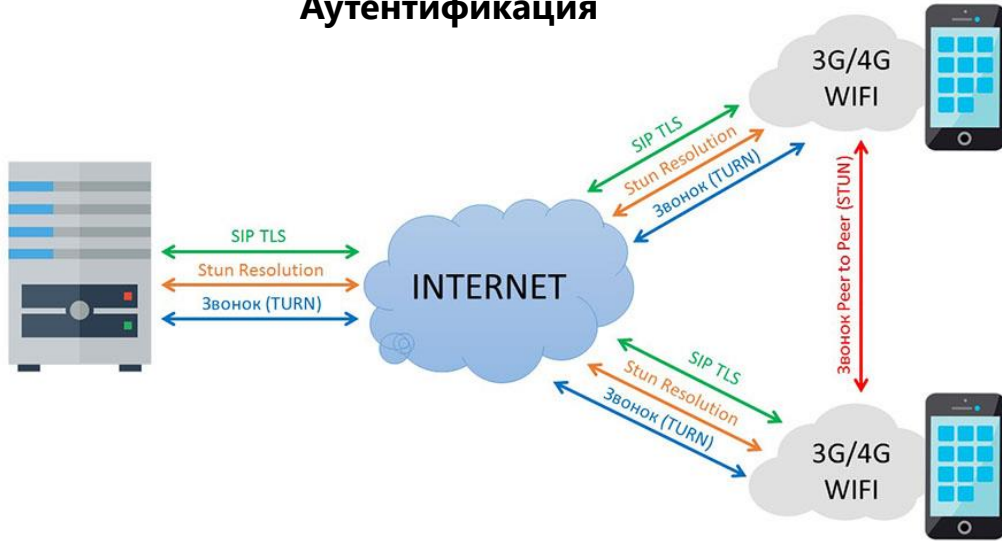 Аутентификация
3G/4G
WIFI
SIP TLS
Stun Resolution
Звонок (TURN)
SIP TLS
Stun Resolution
Звонок (TURN)
INTERNET
Звонок Peer to Peer (STUN)
SIP TLS
Stun Resolution
Звонок (TURN)
3G/4G
WIFI